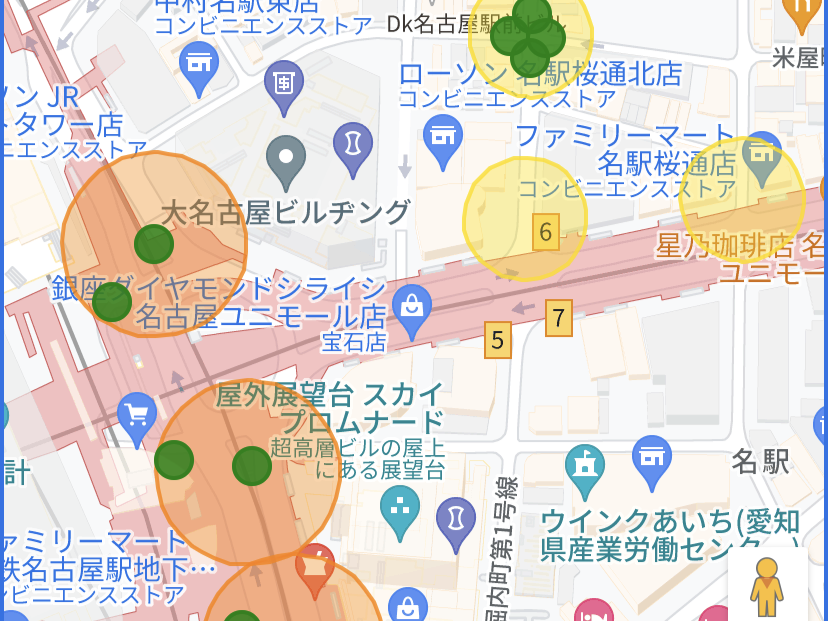 中村名駅東店
コンビニエンスストア
Dk名古屋駅前ビル
米屋町
ローソン 名駅桜通北店
コンビニエンスストア
ソン JR
トタワー店
ニエンスストア
ファミリーマート
名駅桜通店
コンビニエンスストア
大名古屋ビルヂング
6
星乃珈琲店 名
ユニモー
銀座ダイヤモンドシライシ
名古屋ユニモール店
宝石店
7
5
屋外展望台 スカイ
プロムナード
超高層ビルの屋上
にある展望台
計
名駅
堀内町第1号線
ウインクあいち(愛知
県産業労働センター)
ァミリーマート
鉄名古屋駅地下…
ンビニエンスストア